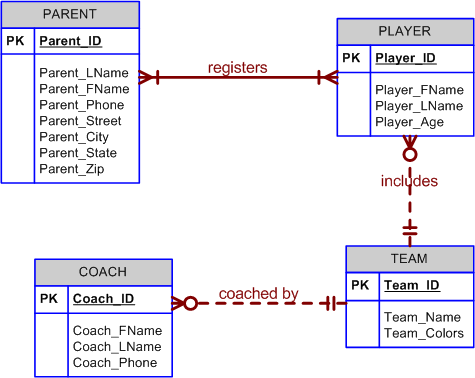 PARENT
PK Parent_ID
Parent_LName
Parent_FName
Parent_Phone
Parent_Street
Parent_City
Parent_State
Parent_Zip
registers
PLAYER
PK Player_ID
Player_FName
Player_LName
Player_Age
includes
TEAM
PK Team_ID
Team_Name
Team_Colors
coached by
COACH
PK Coach_ID
Coach_FName
Coach_LName
Coach_Phone